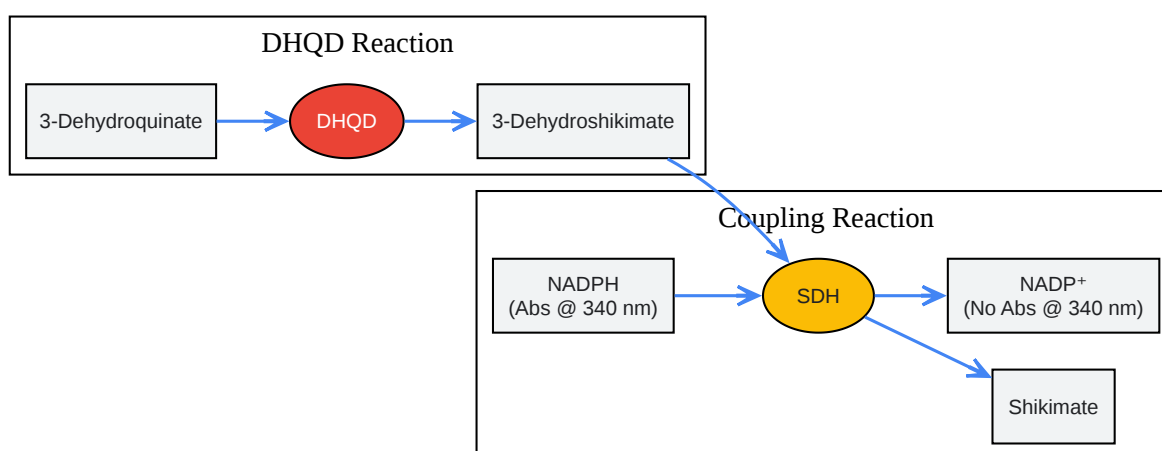 DHQD Reaction
3-Dehydroquinate
DHQD
3-Dehydroshikimate
Coupling Reaction
NADPH
(Abs @ 340 nm)
SDH
NADP⁺
(No Abs @ 340 nm)
Shikimate